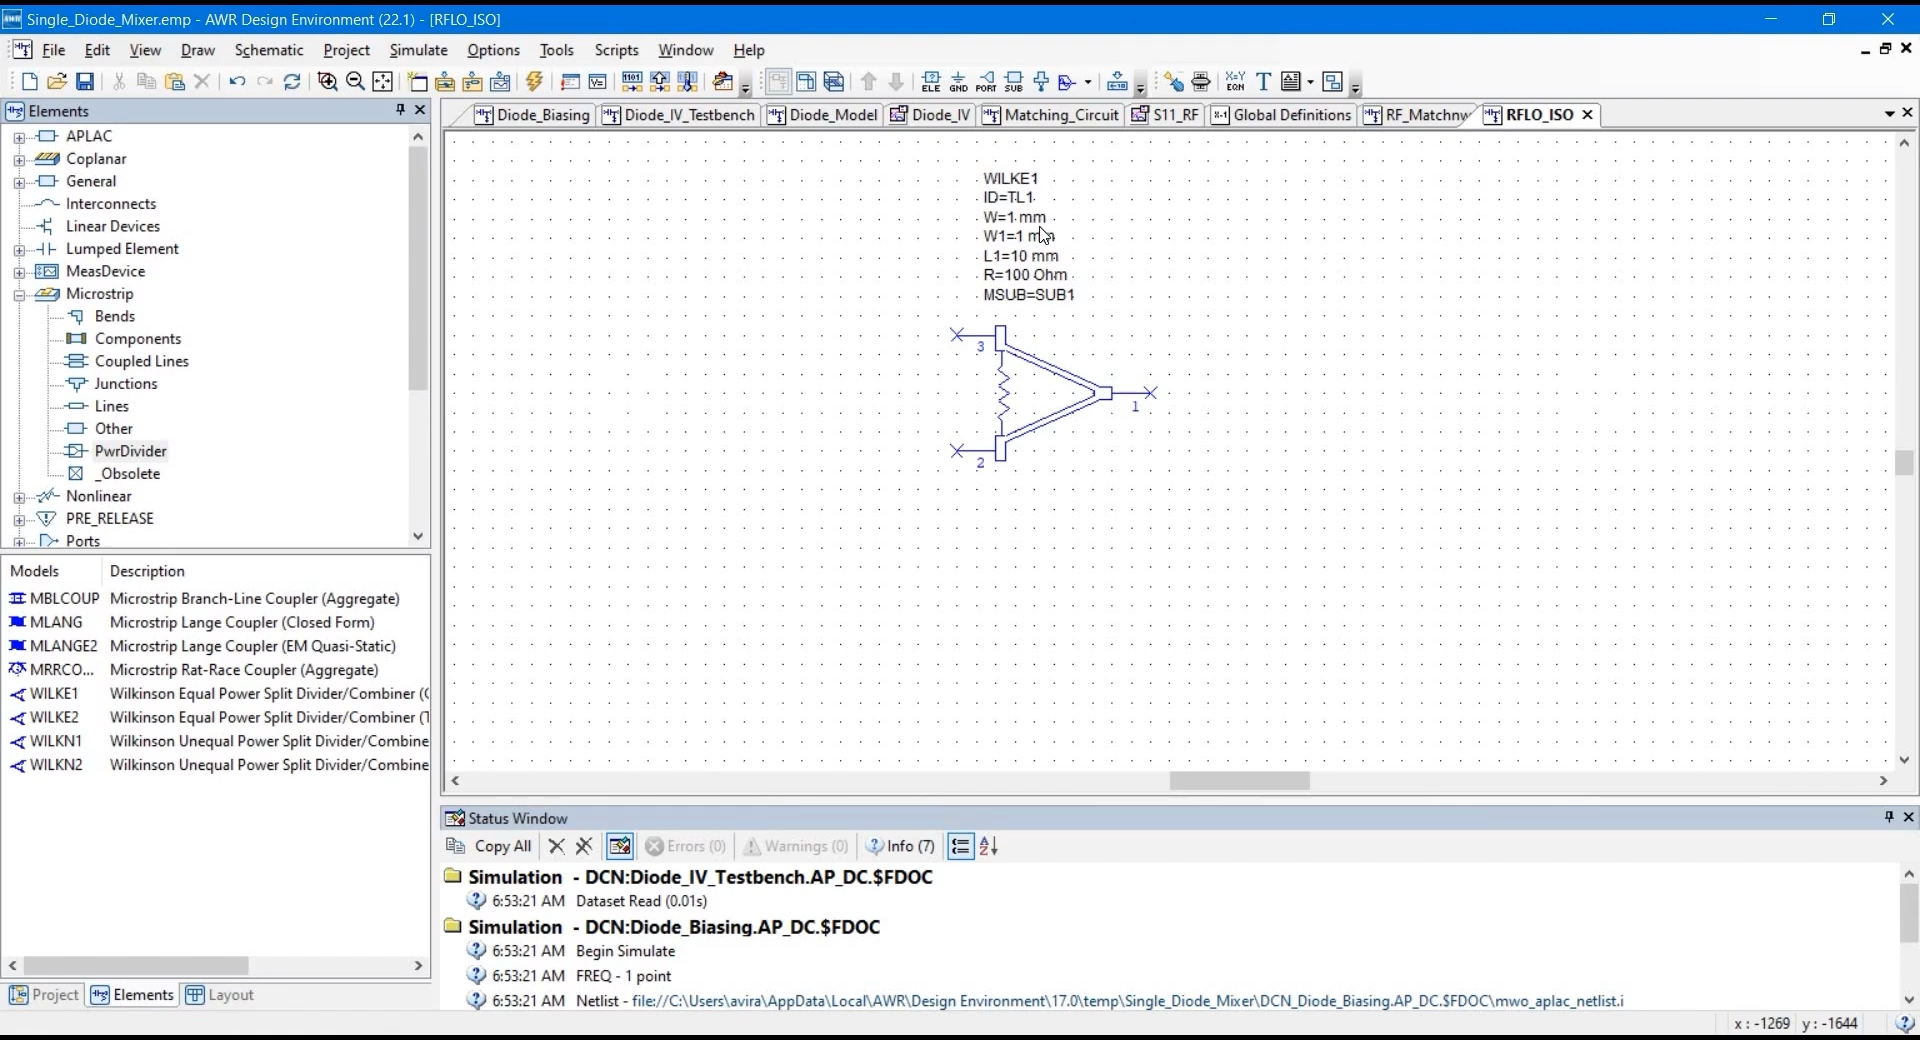 Single_Diode_Mixer.emp - AWR Design Environment (22.1) - [RFLO_ISO]
File Edit View Draw Schematic Project Simulate Options Tools Scripts Window Help
ELE GND PORT SUB X=Y EQN T
Elements
Diode_Biasing Diode_IV_Testbench Diode_Model Diode_IV Matching_Circuit S11_RF Global Definitions RF_Matchnw RFLO_ISO
APLAC
Coplanar
General
Interconnects
Linear Devices
Lumped Element
MeasDevice
Microstrip
Bends
Components
Coupled Lines
Junctions
Lines
Other
PwrDivider
_Obsolete
Nonlinear
PRE_RELEASE
Ports
WILKE1
ID=TL1
W=1 mm
W1=1 mm
L1=10 mm
R=100 Ohm
MSUB=SUB1
3
1
2
Models Description
MBLCOUP Microstrip Branch-Line Coupler (Aggregate)
MLANG Microstrip Lange Coupler (Closed Form)
MLANGE2 Microstrip Lange Coupler (EM Quasi-Static)
MRRCO... Microstrip Rat-Race Coupler (Aggregate)
WILKE1 Wilkinson Equal Power Split Divider/Combiner (
WILKE2 Wilkinson Equal Power Split Divider/Combiner (
WILKN1 Wilkinson Unequal Power Split Divider/Combine
WILKN2 Wilkinson Unequal Power Split Divider/Combine
Project Elements Layout
Status Window
Copy All Errors (0) Warnings (0) Info (7)
Simulation - DCN:Diode_IV_Testbench.AP_DC.$FDOC
6:53:21 AM Dataset Read (0.01s)
Simulation - DCN:Diode_Biasing.AP_DC.$FDOC
6:53:21 AM Begin Simulate
6:53:21 AM FREQ - 1 point
6:53:21 AM Netlist - file://C:\Users\avira\AppData\Local\AWR\Design Environment\17.0\temp\Single_Diode_Mixer\DCN_Diode_Biasing.AP_DC.$FDOC\mwo_aplac_netlist.i
x : -1269 y : -1644